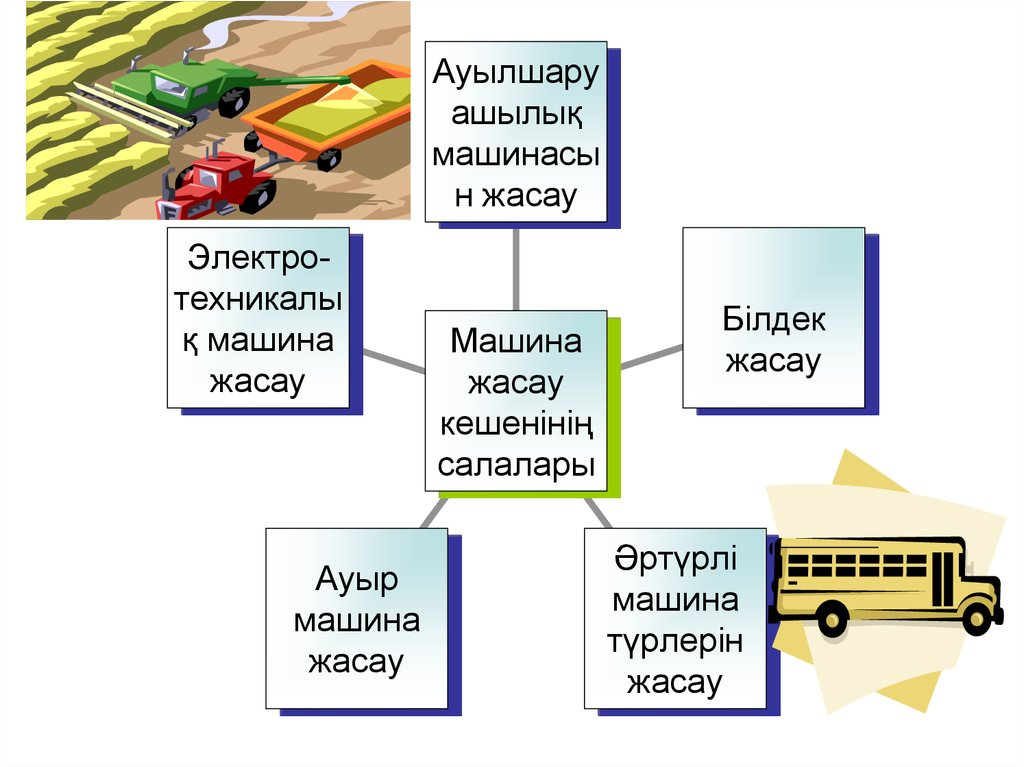 Ауылшару
ашылық
машинасы
н жасау
Электро-
техникалы
қ машина
жасау
Машина
жасау
кешенінің
салалары
Білдек
жасау
Ауыр
машина
жасау
Әртүрлі
машина
түрлерін
жасау